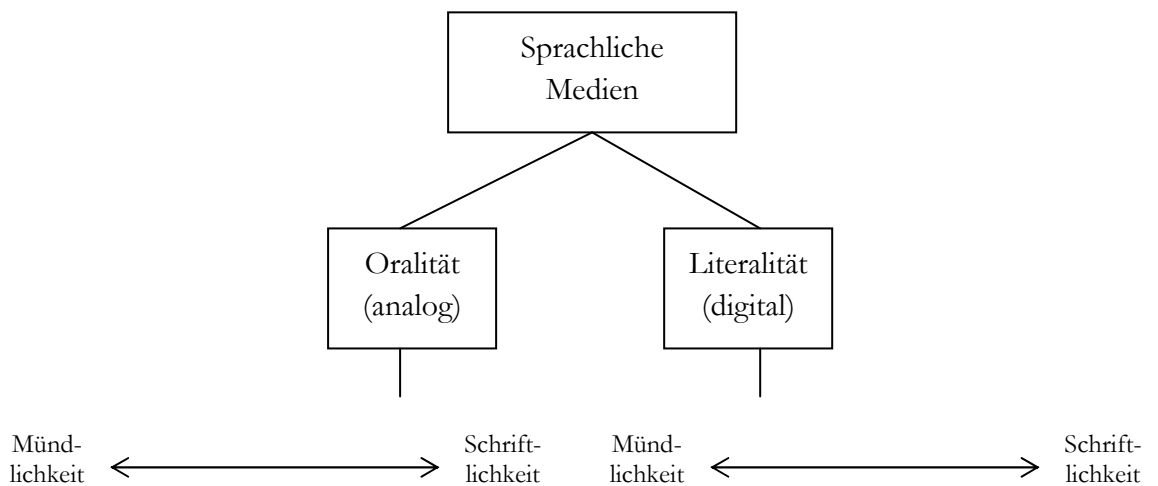 Sprachliche
Medien
Oralität
(analog)
Literalität
(digital)
Münd-
lichkeit
Schrift-
lichkeit
Münd-
lichkeit
Schrift-
lichkeit